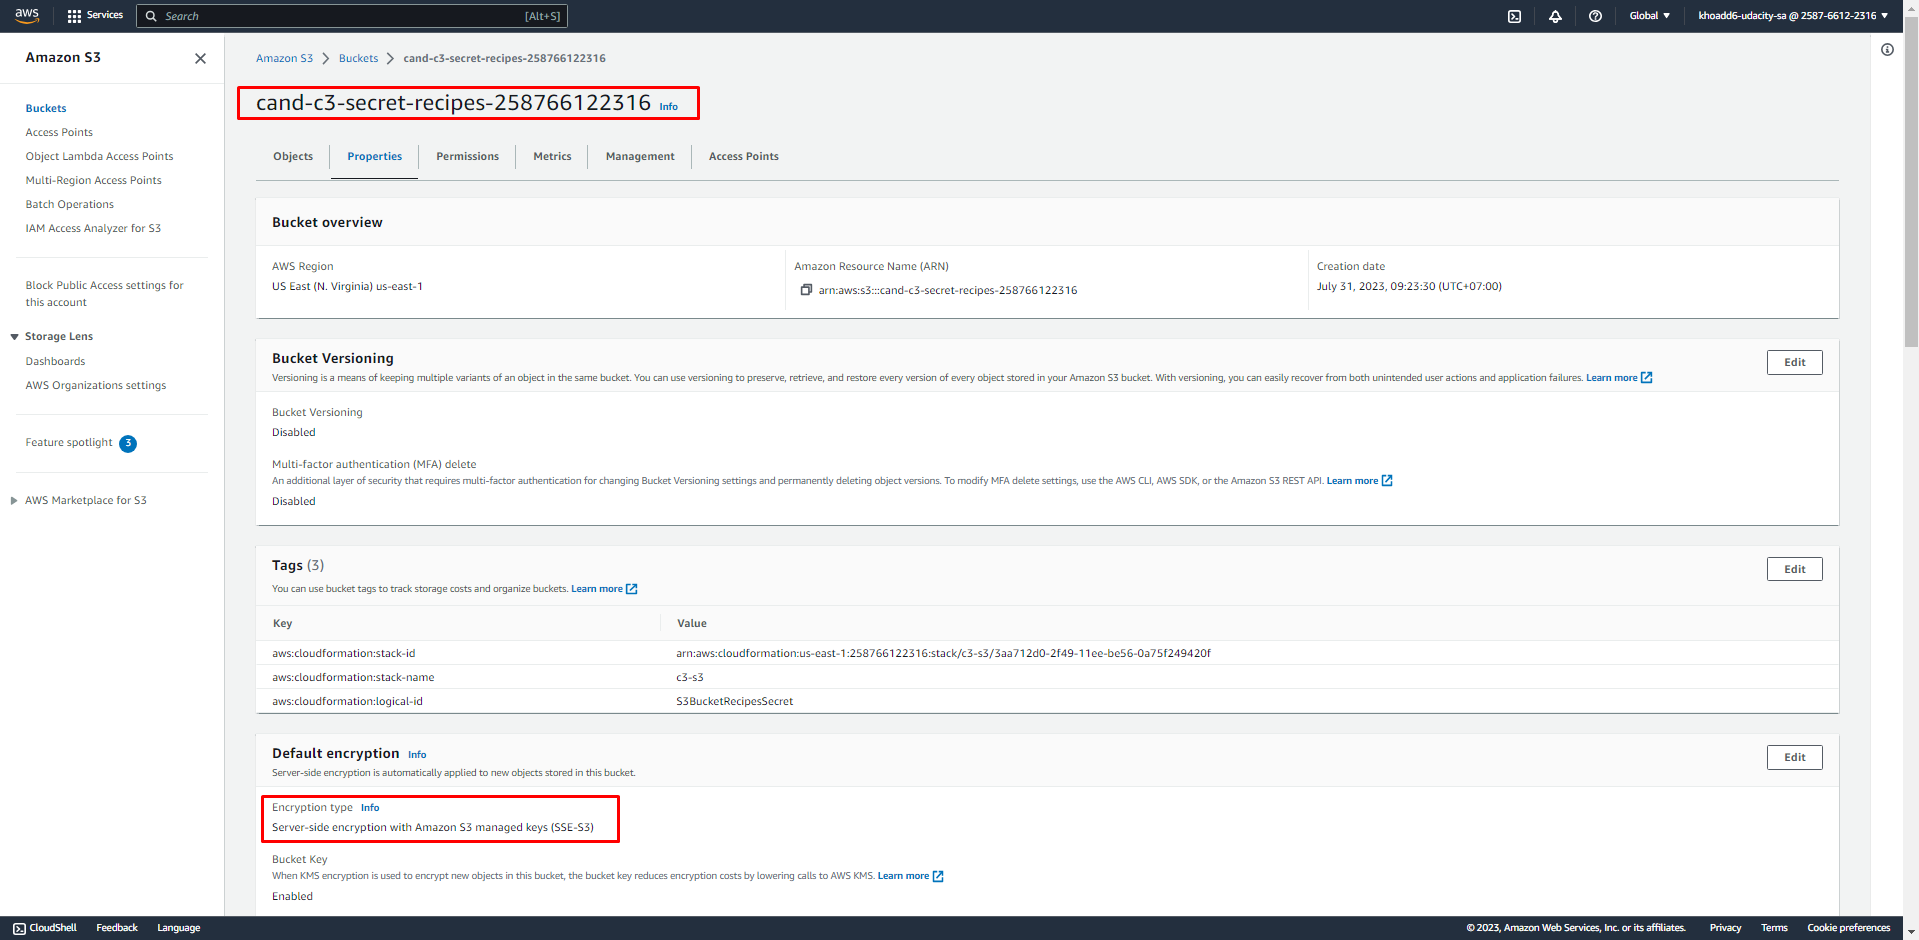 aws
Services
Search
[Alt+S]
Global
khoadd6-udacity-sa @ 2587-6612-2316
Amazon S3
Buckets
Access Points
Object Lambda Access Points
Multi-Region Access Points
Batch Operations
IAM Access Analyzer for S3
Block Public Access settings for
this account
Storage Lens
Dashboards
AWS Organizations settings
Feature spotlight 3
AWS Marketplace for S3
Amazon S3 > Buckets > cand-c3-secret-recipes-258766122316
cand-c3-secret-recipes-258766122316 Info
Objects
Properties
Permissions
Metrics
Management
Access Points
Bucket overview
AWS Region
US East (N. Virginia) us-east-1
Amazon Resource Name (ARN)
arn:aws:s3:::cand-c3-secret-recipes-258766122316
Creation date
July 31, 2023, 09:23:30 (UTC+07:00)
Bucket Versioning
Edit
Versioning is a means of keeping multiple variants of an object in the same bucket. You can use versioning to preserve, retrieve, and restore every version of every object stored in your Amazon S3 bucket. With versioning, you can easily recover from both unintended user actions and application failures. Learn more
Bucket Versioning
Disabled
Multi-factor authentication (MFA) delete
An additional layer of security that requires multi-factor authentication for changing Bucket Versioning settings and permanently deleting object versions. To modify MFA delete settings, use the AWS CLI, AWS SDK, or the Amazon S3 REST API. Learn more
Disabled
Tags (3)
Edit
You can use bucket tags to track storage costs and organize buckets. Learn more
Key Value
aws:cloudformation:stack-id arn:aws:cloudformation:us-east-1:258766122316:stack/c3-s3/3aa712d0-2f49-11ee-be56-0a75f249420f
aws:cloudformation:stack-name c3-s3
aws:cloudformation:logical-id S3BucketRecipesSecret
Default encryption Info
Edit
Server-side encryption is automatically applied to new objects stored in this bucket.
Encryption type Info
Server-side encryption with Amazon S3 managed keys (SSE-S3)
Bucket Key
When KMS encryption is used to encrypt new objects in this bucket, the bucket key reduces encryption costs by lowering calls to AWS KMS. Learn more
Enabled
CloudShell
Feedback
Language
© 2023, Amazon Web Services, Inc. or its affiliates.
Privacy
Terms
Cookie preferences